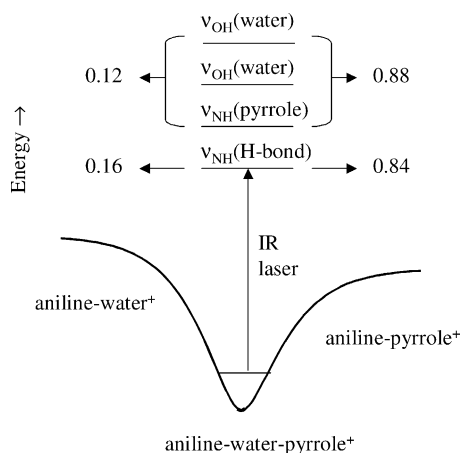 ν_OH(water)
ν_OH(water)
0.12
0.88
ν_NH(pyrrole)
ν_NH(H-bond)
0.16
0.84
Energy →
IR
laser
aniline-water⁺
aniline-pyrrole⁺
aniline-water-pyrrole⁺